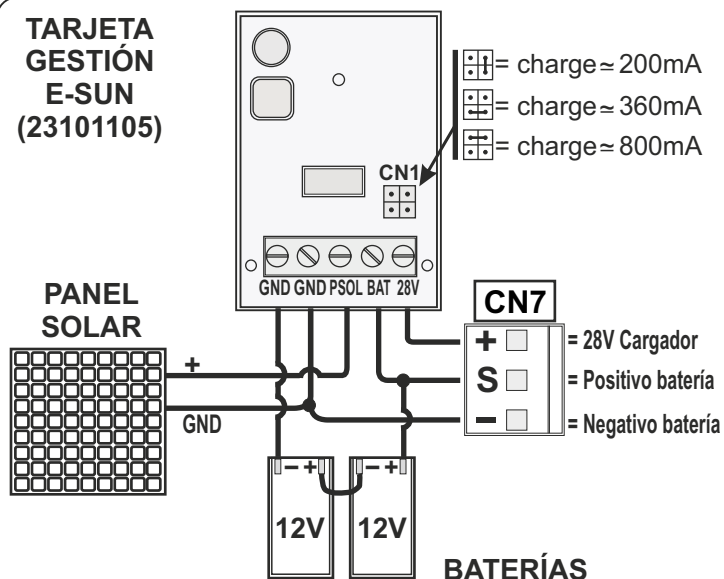 TARJETA
GESTIÓN
E-SUN
(23101105)
= charge ≃ 200mA
= charge ≃ 360mA
= charge ≃ 800mA
CN1
GND GND PSOL BAT 28V
PANEL
SOLAR
+
GND
CN7
+ = 28V Cargador
S = Positivo batería
− = Negativo batería
− + − +
12V 12V
BATERÍAS